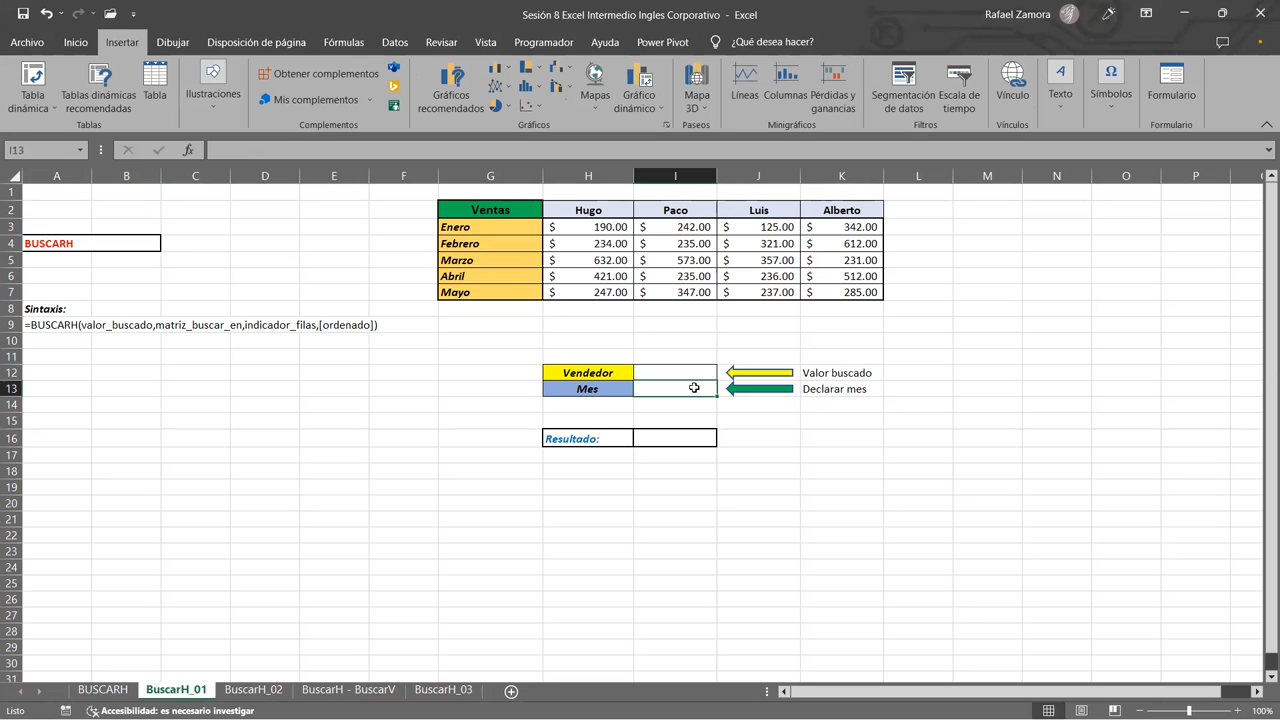 Sesión 8 Excel Intermedio Ingles Corporativo - Excel
Rafael Zamora
Archivo Inicio Insertar Dibujar Disposición de página Fórmulas Datos Revisar Vista Programador Ayuda Power Pivot ¿Qué desea hacer?
Tabla dinámica
Tablas dinámicas recomendadas
Tabla
Tablas
Ilustraciones
Obtener complementos
Mis complementos
Complementos
Gráficos recomendados
Mapas
Gráfico dinámico
Gráficos
Mapa 3D
Paseos
Líneas
Columnas
Pérdidas y ganancias
Minigráficos
Segmentación de datos
Escala de tiempo
Filtros
Vínculo
Vínculos
Texto
Símbolos
Formulario
Formulario
I13 fx
A B C D E F G H I J K L M N O P
1
2 Ventas Hugo Paco Luis Alberto
3 Enero $ 190.00 $ 242.00 $ 125.00 $ 342.00
4 BUSCARH Febrero $ 234.00 $ 235.00 $ 321.00 $ 612.00
5 Marzo $ 632.00 $ 573.00 $ 357.00 $ 231.00
6 Abril $ 421.00 $ 235.00 $ 236.00 $ 512.00
7 Mayo $ 247.00 $ 347.00 $ 237.00 $ 285.00
8 Sintaxis:
9 =BUSCARH(valor_buscado,matriz_buscar_en,indicador_filas,[ordenado])
10
11
12 Vendedor Valor buscado
13 Mes Declarar mes
14
15
16 Resultado:
17
18
19
20
21
22
23
24
25
26
27
28
29
30
31
BUSCARH BuscarH_01 BuscarH_02 BuscarH - BuscarV BuscarH_03
Listo Accesibilidad: es necesario investigar 100%